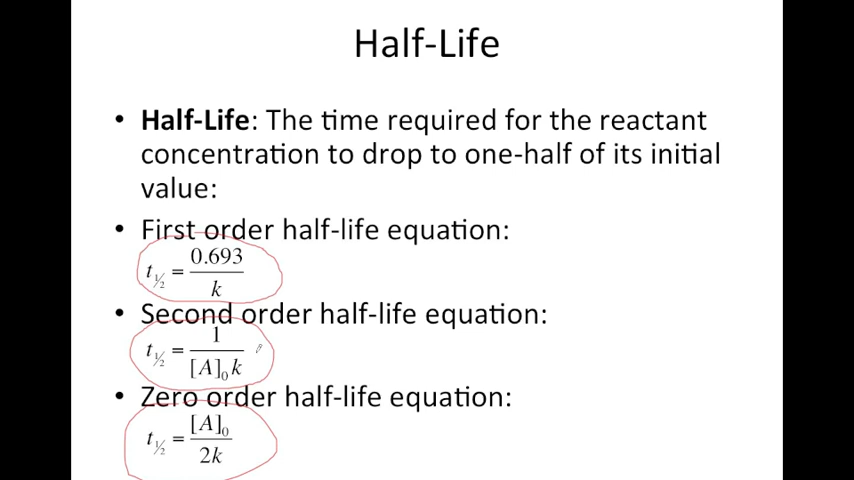 Half-Life
• Half-Life: The time required for the reactant
concentration to drop to one-half of its initial
value:
• First order half-life equation:
t½ = 0.693 / k
• Second order half-life equation:
t½ = 1 / [A]₀k
• Zero order half-life equation:
t½ = [A]₀ / 2k